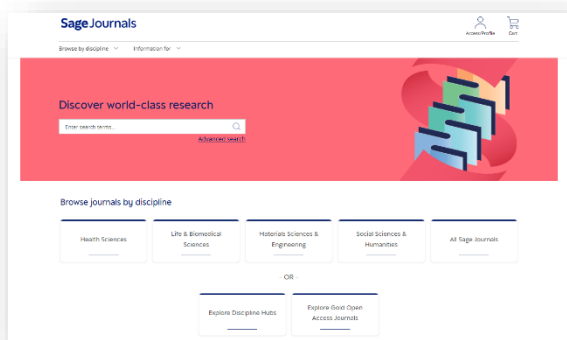 Sage Journals
Access/Profile Cart
Browse by discipline Information for
Discover world-class research
Enter search terms...
Advanced search
Browse journals by discipline
Health Sciences
Life & Biomedical
Sciences
Materials Sciences &
Engineering
Social Sciences &
Humanities
All Sage Journals
- OR -
Explore Discipline Hubs
Explore Gold Open
Access Journals